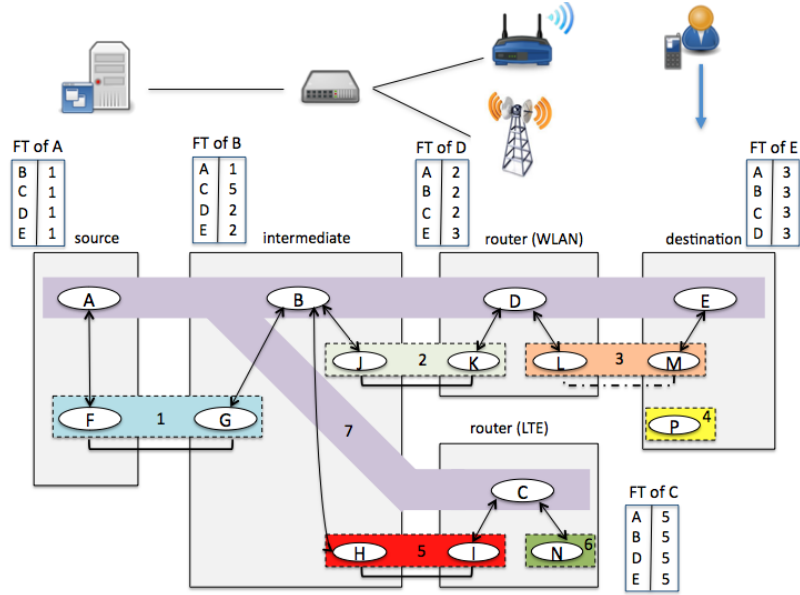 FT of A
B 1
C 1
D 1
E 1
FT of B
A 1
C 5
D 2
E 2
FT of D
A 2
B 2
C 2
E 3
FT of E
A 3
B 3
C 3
D 3
source
intermediate
router (WLAN)
destination
A
B
D
E
J
2
K
L
3
M
F
1
G
7
P
4
router (LTE)
C
H
5
I
N
6
FT of C
A 5
B 5
D 5
E 5